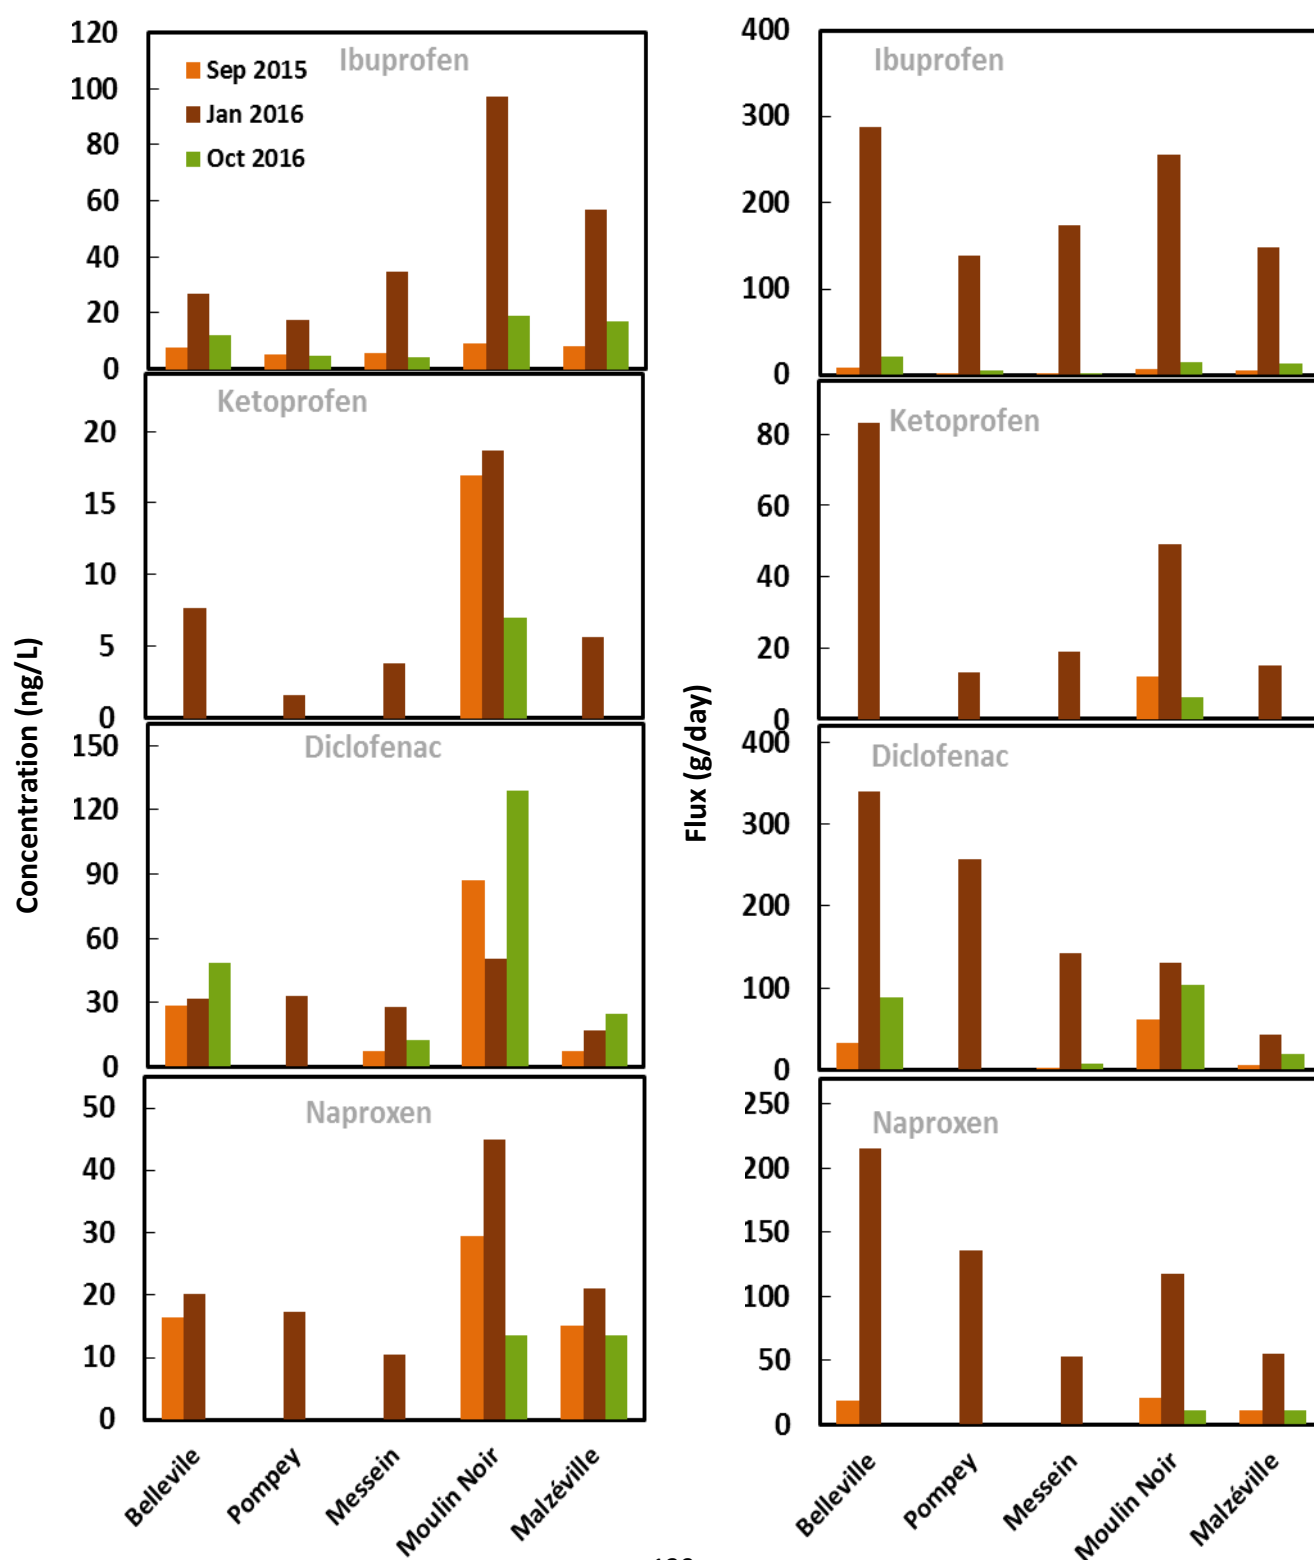 120
100
80
60
40
20
0
Ibuprofen
Sep 2015
Jan 2016
Oct 2016
400
300
200
100
0
Ibuprofen
20
15
10
5
0
Ketoprofen
80
60
40
20
0
Ketoprofen
150
120
90
60
30
0
Diclofenac
400
300
200
100
0
Diclofenac
50
40
30
20
10
0
Naproxen
250
200
150
100
50
0
Naproxen
Concentration (ng/L)
Flux (g/day)
Bellevile
Pompey
Messein
Moulin Noir
Malzéville
Belleville
Pompey
Messein
Moulin Noir
Malzéville